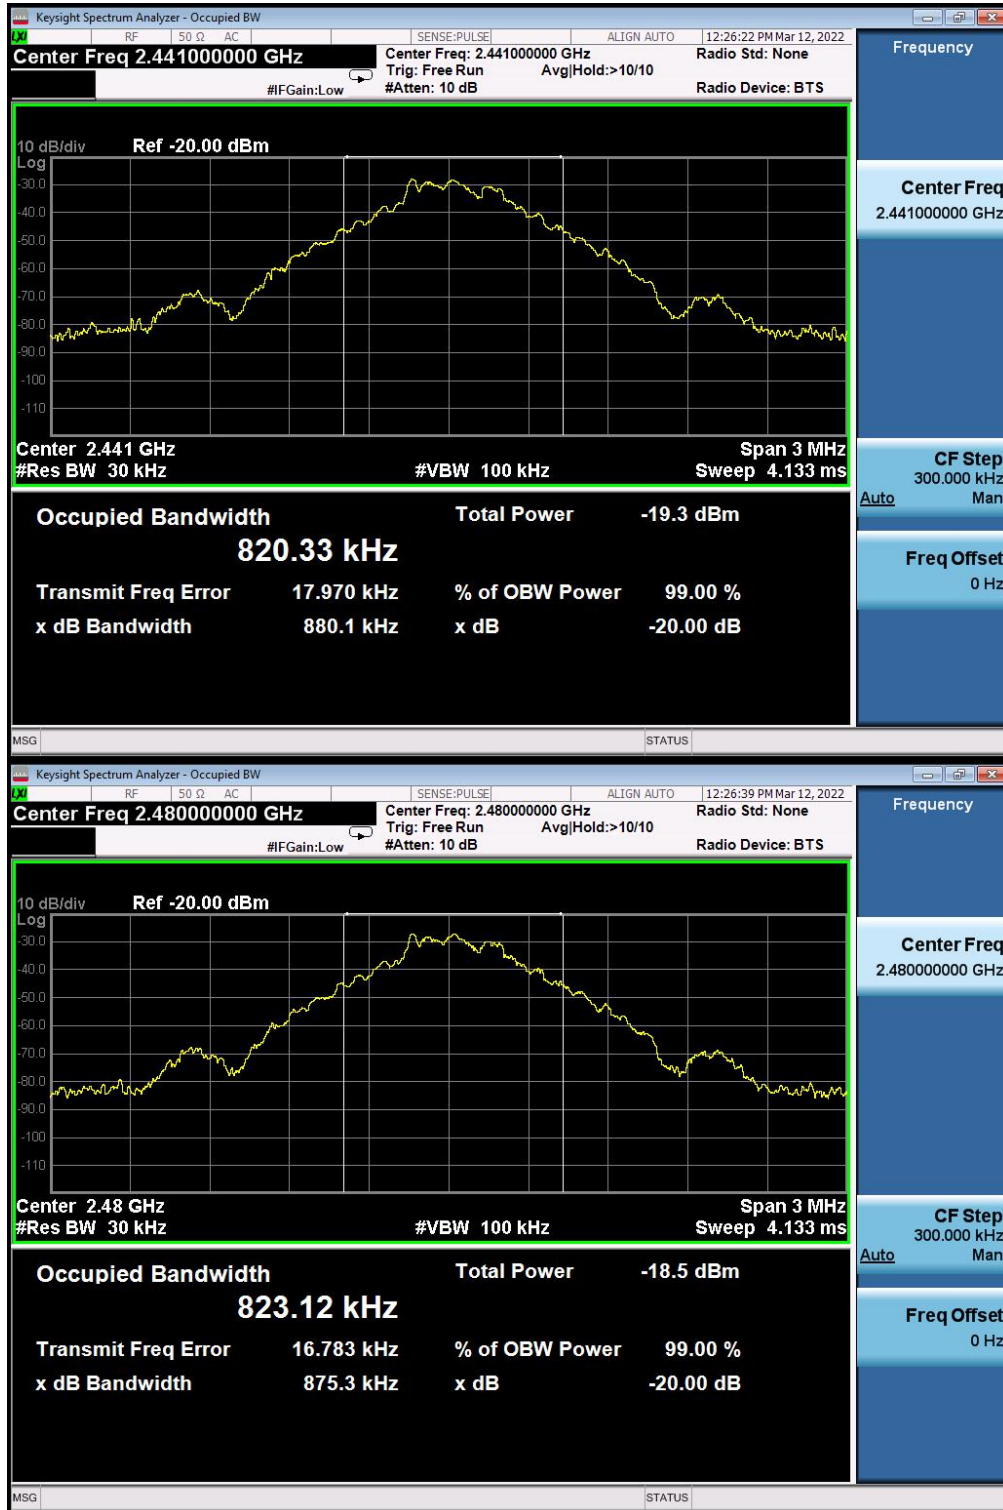 Keysight Spectrum Analyzer - Occupied BW
LXI RF 50 Ω AC SENSE:PULSE ALIGN AUTO 12:26:22 PM Mar 12, 2022
Center Freq 2.441000000 GHz
Center Freq: 2.441000000 GHz
Radio Std: None
Trig: Free Run Avg|Hold:>10/10
#IFGain:Low
#Atten: 10 dB
Radio Device: BTS
10 dB/div Ref -20.00 dBm
Log
-30.0
-40.0
-50.0
-60.0
-70.0
-80.0
-90.0
-100
-110
Center 2.441 GHz Span 3 MHz
#Res BW 30 kHz #VBW 100 kHz Sweep 4.133 ms
Occupied Bandwidth Total Power -19.3 dBm
820.33 kHz
Transmit Freq Error 17.970 kHz % of OBW Power 99.00 %
x dB Bandwidth 880.1 kHz x dB -20.00 dB
MSG STATUS
Frequency
Center Freq
2.441000000 GHz
CF Step
300.000 kHz
Auto Man
Freq Offset
0 Hz
Keysight Spectrum Analyzer - Occupied BW
LXI RF 50 Ω AC SENSE:PULSE ALIGN AUTO 12:26:39 PM Mar 12, 2022
Center Freq 2.480000000 GHz
Center Freq: 2.480000000 GHz
Radio Std: None
Trig: Free Run Avg|Hold:>10/10
#IFGain:Low
#Atten: 10 dB
Radio Device: BTS
10 dB/div Ref -20.00 dBm
Log
-30.0
-40.0
-50.0
-60.0
-70.0
-80.0
-90.0
-100
-110
Center 2.48 GHz Span 3 MHz
#Res BW 30 kHz #VBW 100 kHz Sweep 4.133 ms
Occupied Bandwidth Total Power -18.5 dBm
823.12 kHz
Transmit Freq Error 16.783 kHz % of OBW Power 99.00 %
x dB Bandwidth 875.3 kHz x dB -20.00 dB
MSG STATUS
Frequency
Center Freq
2.480000000 GHz
CF Step
300.000 kHz
Auto Man
Freq Offset
0 Hz